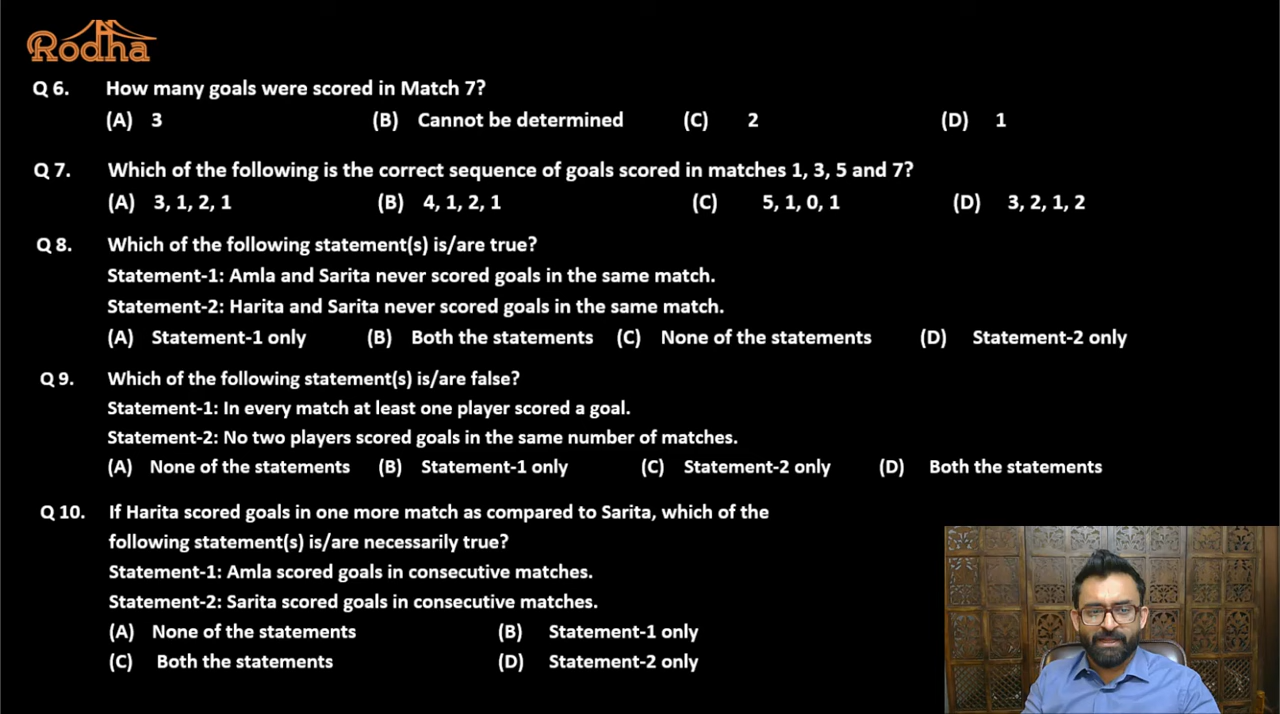 Rodha
Q 6. How many goals were scored in Match 7?
(A) 3 (B) Cannot be determined (C) 2 (D) 1
Q 7. Which of the following is the correct sequence of goals scored in matches 1, 3, 5 and 7?
(A) 3, 1, 2, 1 (B) 4, 1, 2, 1 (C) 5, 1, 0, 1 (D) 3, 2, 1, 2
Q 8. Which of the following statement(s) is/are true?
Statement-1: Amla and Sarita never scored goals in the same match.
Statement-2: Harita and Sarita never scored goals in the same match.
(A) Statement-1 only (B) Both the statements (C) None of the statements (D) Statement-2 only
Q 9. Which of the following statement(s) is/are false?
Statement-1: In every match at least one player scored a goal.
Statement-2: No two players scored goals in the same number of matches.
(A) None of the statements (B) Statement-1 only (C) Statement-2 only (D) Both the statements
Q 10. If Harita scored goals in one more match as compared to Sarita, which of the
following statement(s) is/are necessarily true?
Statement-1: Amla scored goals in consecutive matches.
Statement-2: Sarita scored goals in consecutive matches.
(A) None of the statements (B) Statement-1 only
(C) Both the statements (D) Statement-2 only